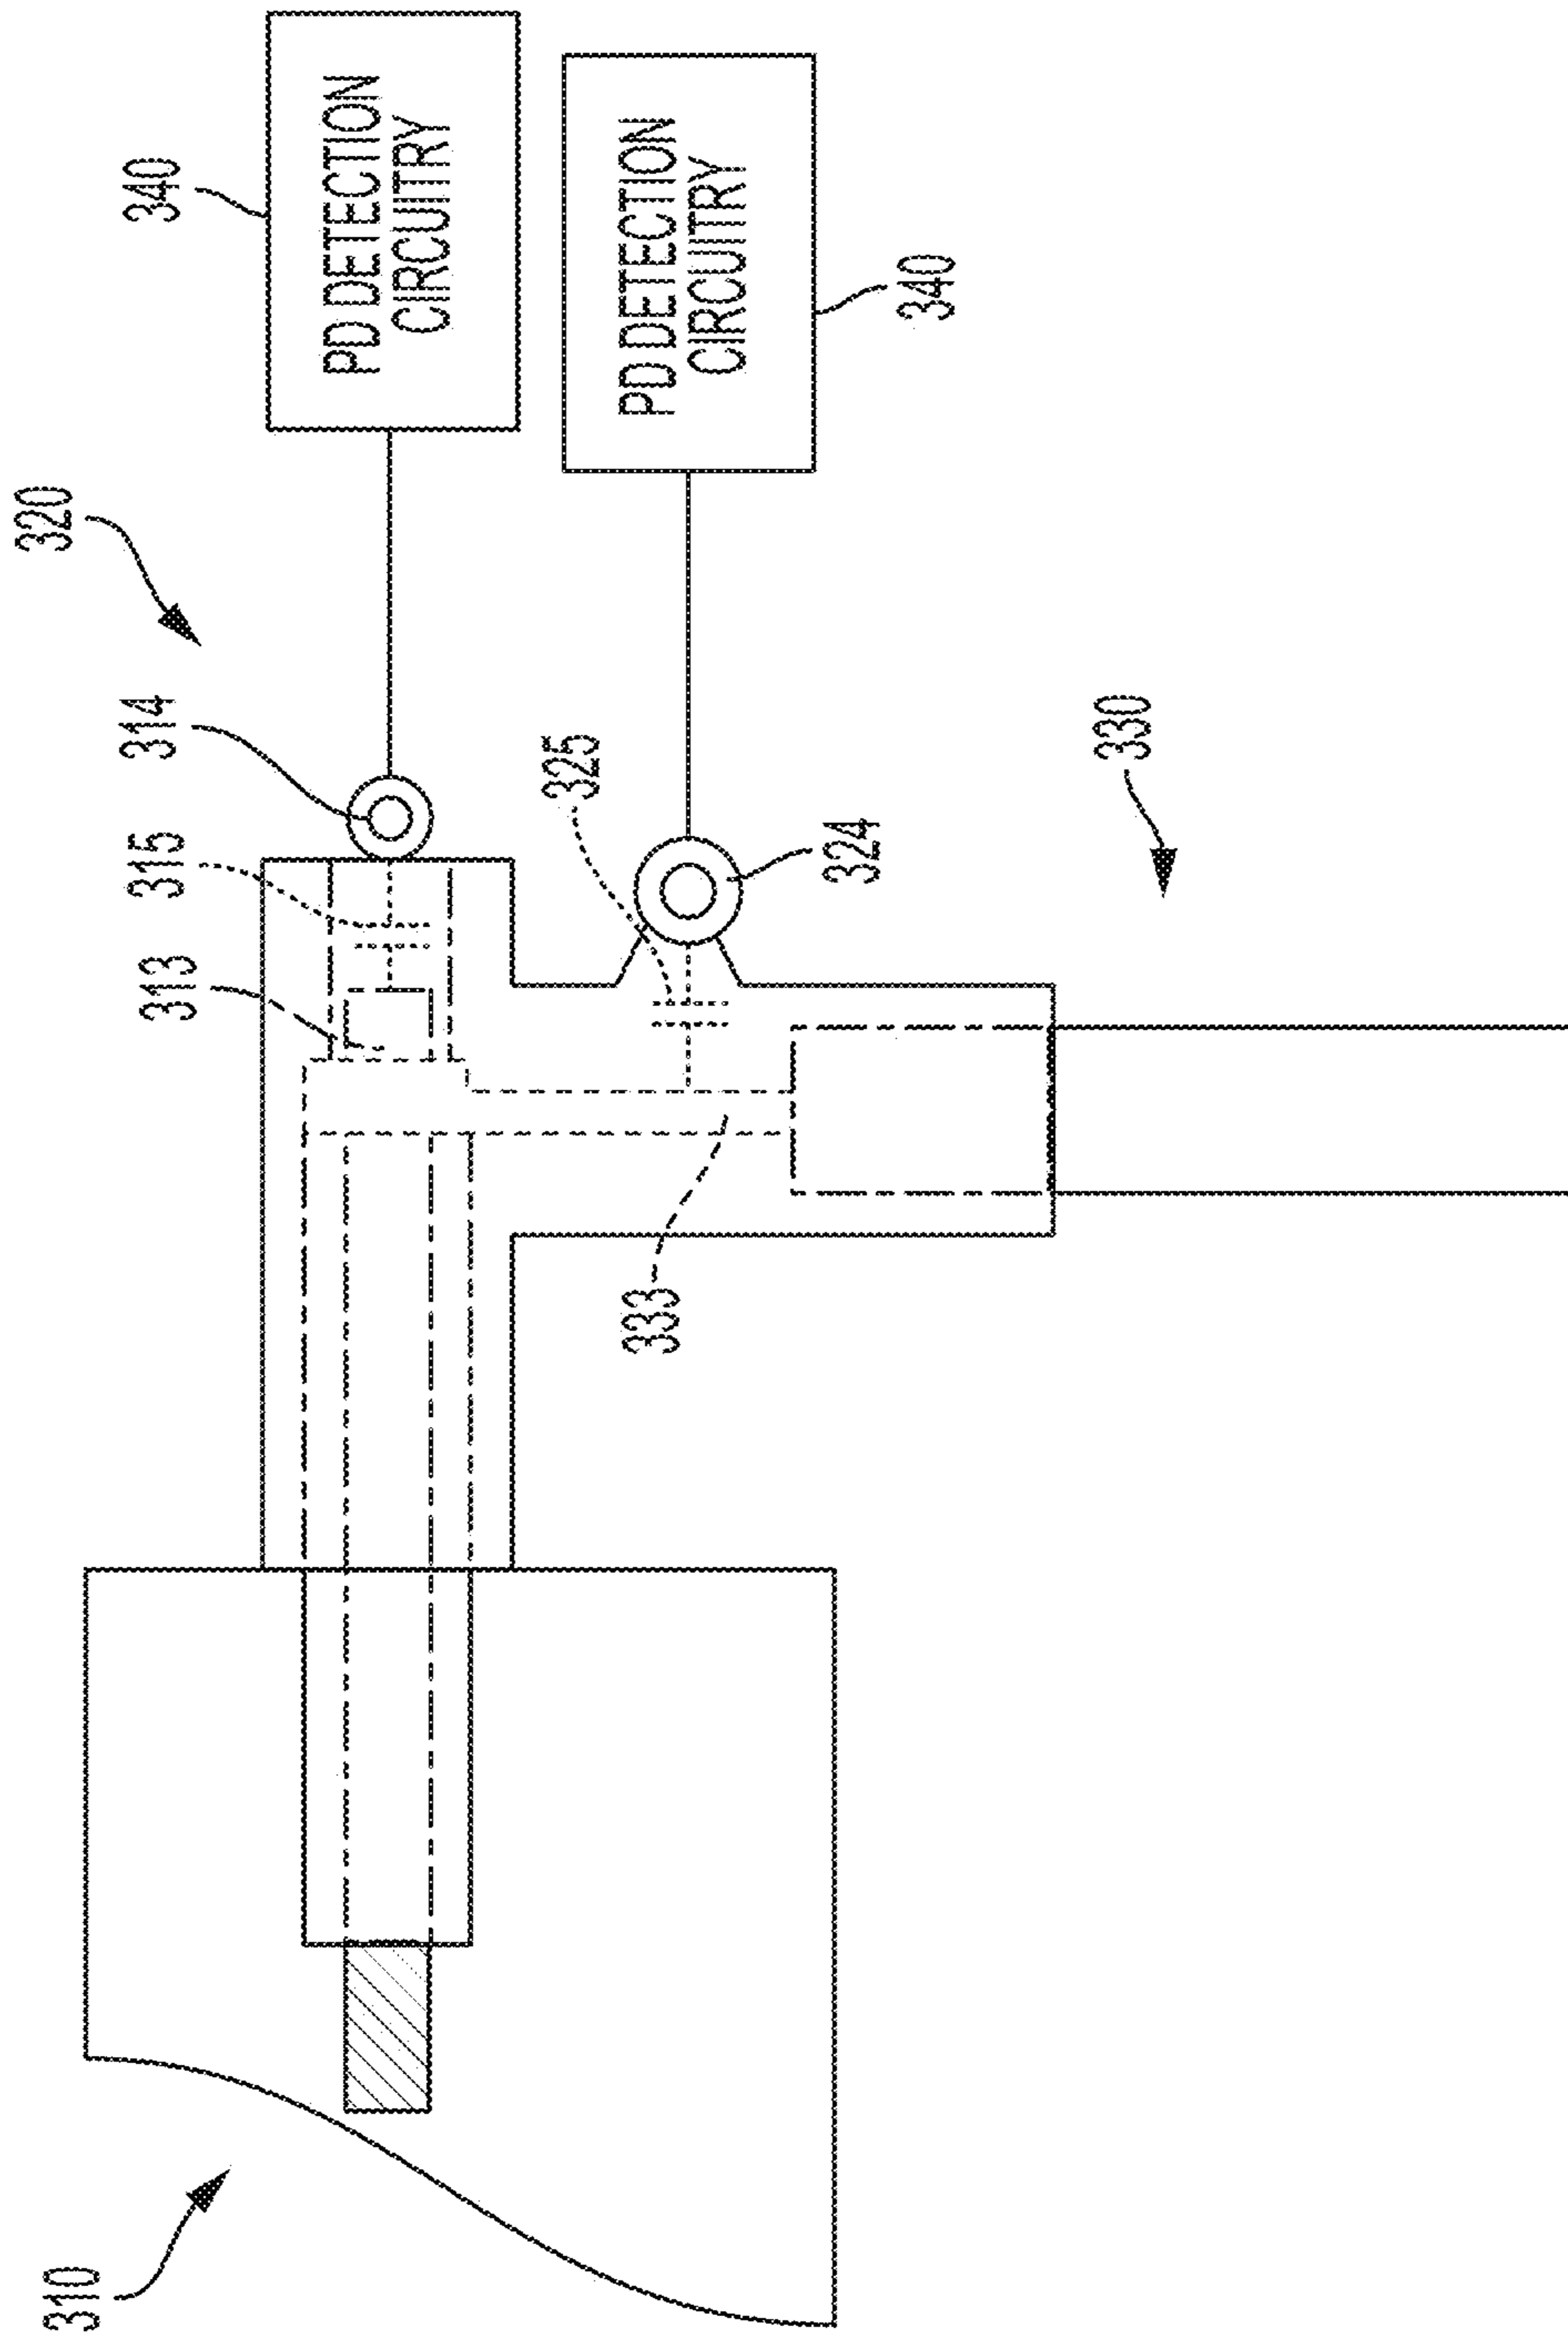 310
320
340
PD DETECTION
CIRCUITRY
314
315
313
325
PD DETECTION
CIRCUITRY
340
324
333
330